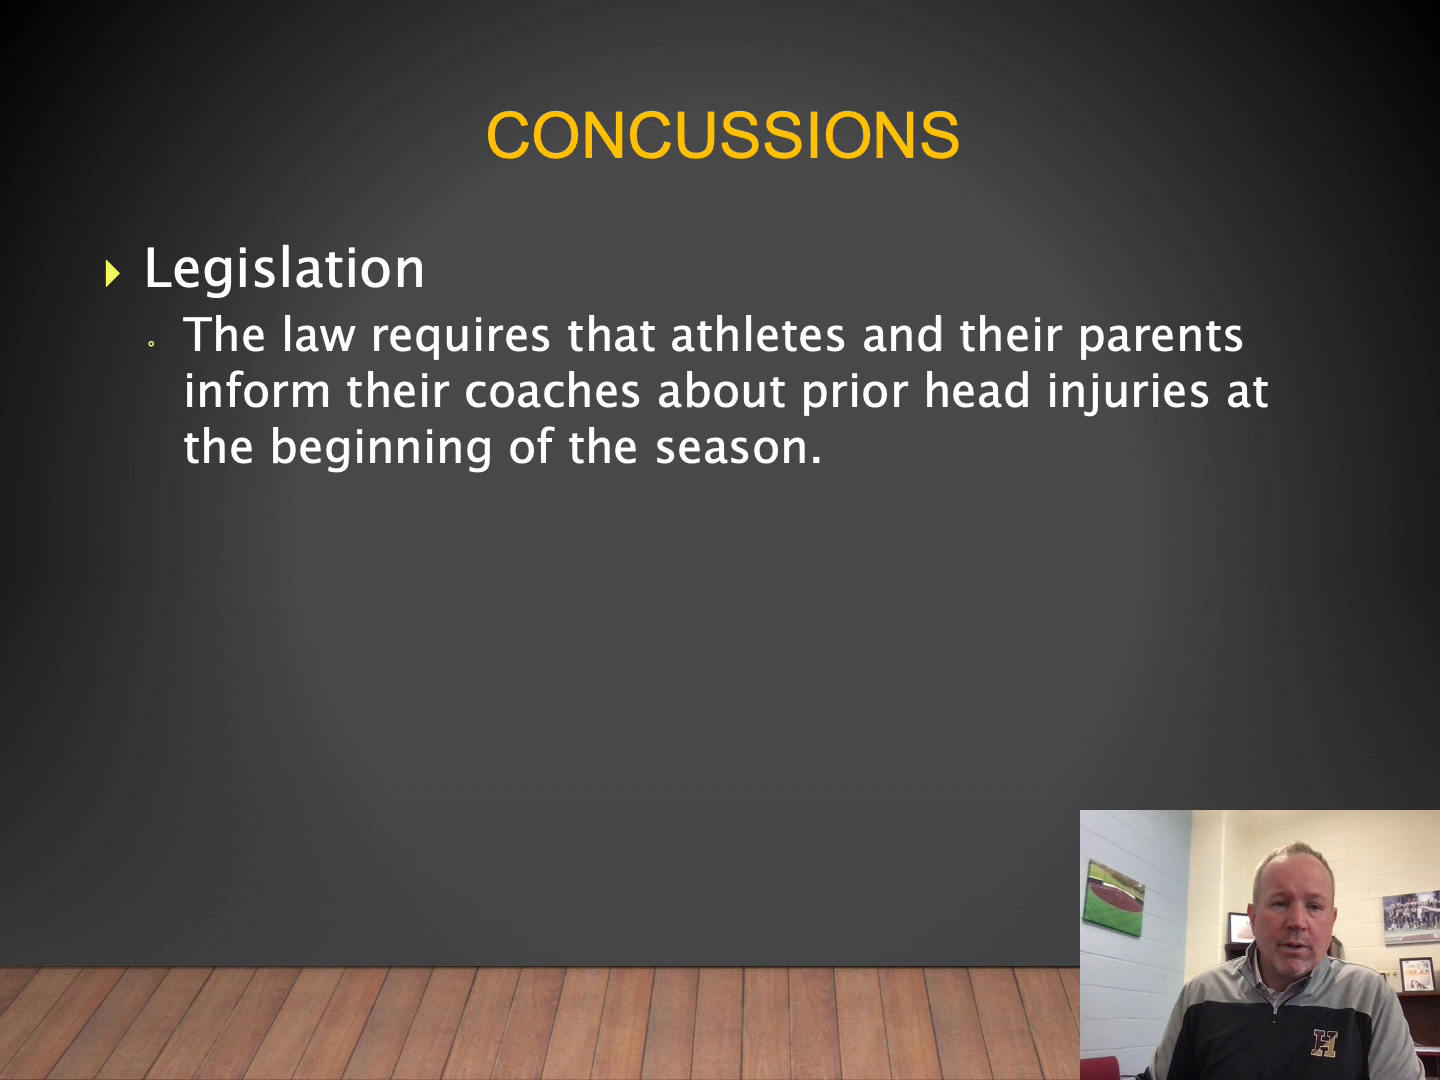 CONCUSSIONS
Legislation
The law requires that athletes and their parents
inform their coaches about prior head injuries at
the beginning of the season.
H